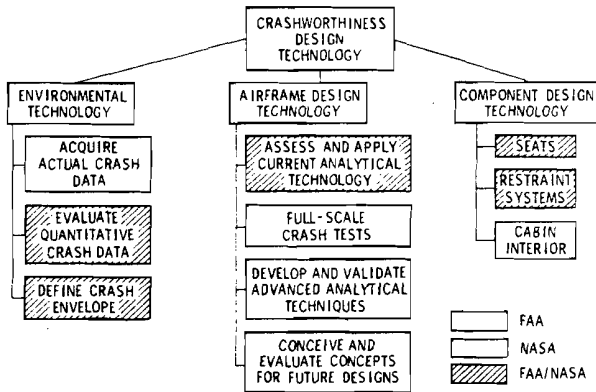 CRASHWORTHINESS
DESIGN
TECHNOLOGY
ENVIRONMENTAL
TECHNOLOGY
AIRFRAME DESIGN
TECHNOLOGY
COMPONENT DESIGN
TECHNOLOGY
ACQUIRE
ACTUAL CRASH
DATA
EVALUATE
QUANTITATIVE
CRASH DATA
DEFINE CRASH
ENVELOPE
ASSESS AND APPLY
CURRENT ANALYTICAL
TECHNOLOGY
FULL-SCALE
CRASH TESTS
DEVELOP AND VALIDATE
ADVANCED ANALYTICAL
TECHNIQUES
CONCEIVE AND
EVALUATE CONCEPTS
FOR FUTURE DESIGNS
SEATS
RESTRAINT
SYSTEMS
CABIN
INTERIOR
FAA
NASA
FAA/NASA